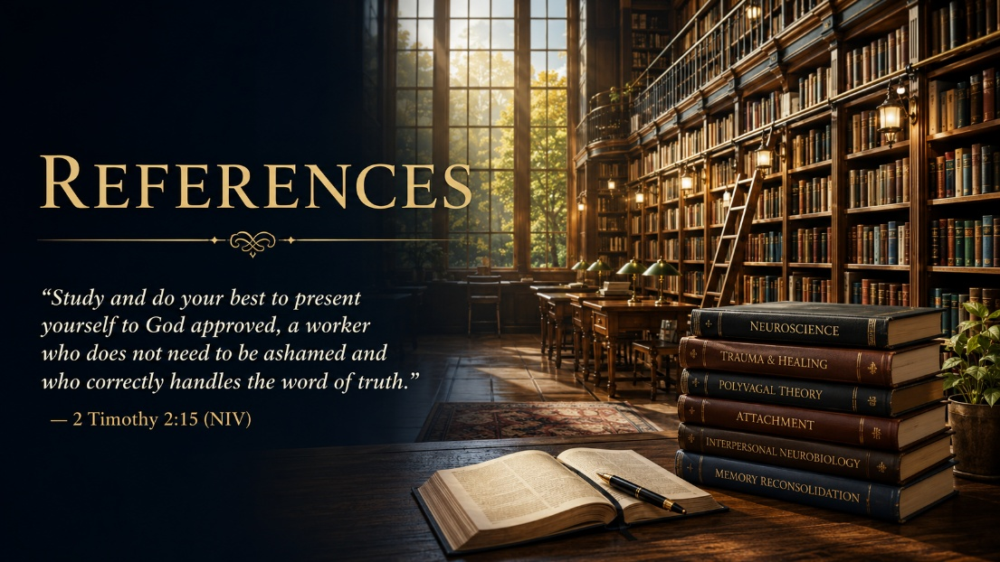 REFERENCES
“Study and do your best to present
yourself to God approved, a worker
who does not need to be ashamed and
who correctly handles the word of truth.”
— 2 Timothy 2:15 (NIV)
NEUROSCIENCE
TRAUMA & HEALING
POLYVAGAL THEORY
ATTACHMENT
INTERPERSONAL NEUROBIOLOGY
MEMORY RECONSOLIDATION